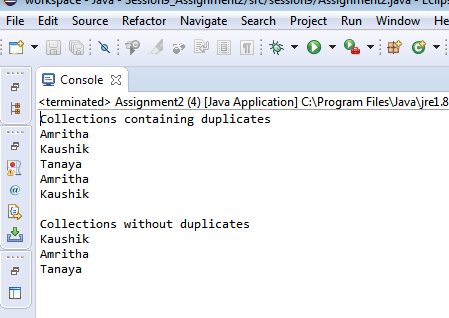 workspace - Java - Session9_Assignment2/src/session9/Assignment2.java - Eclips
File Edit Source Refactor Navigate Search Project Run Window He
Console
<terminated> Assignment2 (4) [Java Application] C:\Program Files\Java\jre1.8
Collections containing duplicates
Amritha
Kaushik
Tanaya
Amritha
Kaushik
Collections without duplicates
Kaushik
Amritha
Tanaya